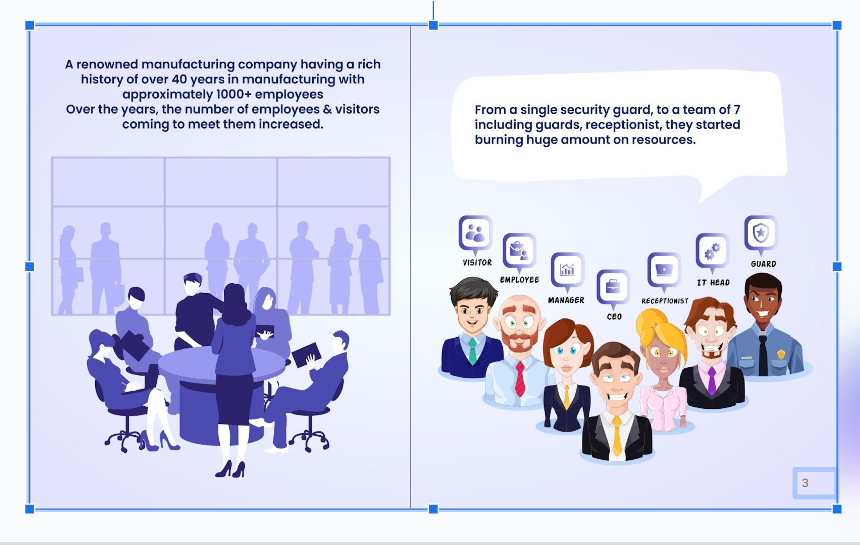 A renowned manufacturing company having a rich
history of over 40 years in manufacturing with
approximately 1000+ employees
Over the years, the number of employees & visitors
coming to meet them increased.
From a single security guard, to a team of 7
including guards, receptionist, they started
burning huge amount on resources.
VISITOR
EMPLOYEE
MANAGER
CEO
RECEPTIONIST
IT HEAD
GUARD
3